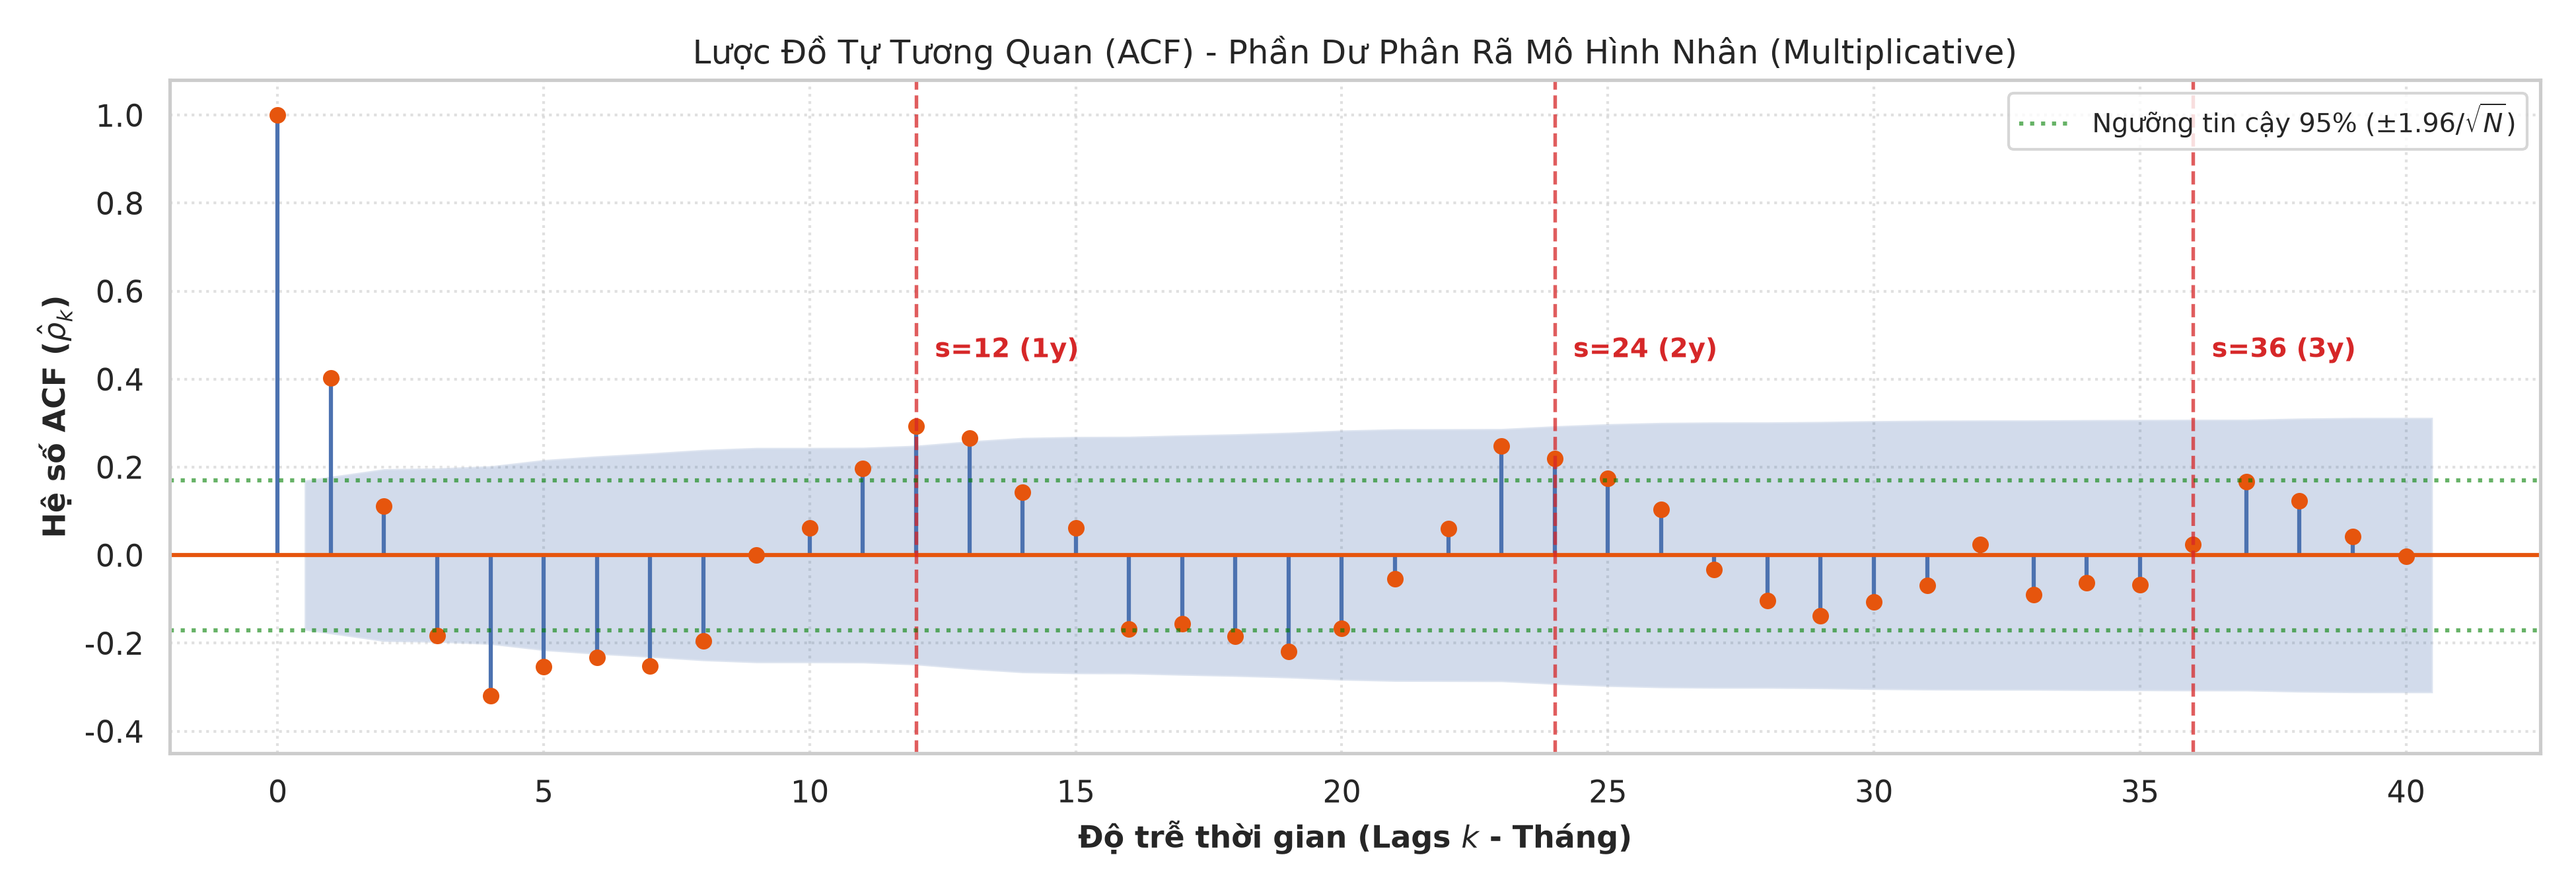 Lược Đồ Tự Tương Quan (ACF) - Phần Dư Phân Rã Mô Hình Nhân (Multiplicative)
Ngưỡng tin cậy 95% (±1.96/√N)
Hệ số ACF (ρ̂ₖ)
1.0
0.8
0.6
0.4
0.2
0.0
-0.2
-0.4
s=12 (1y)
s=24 (2y)
s=36 (3y)
0 5 10 15 20 25 30 35 40
Độ trễ thời gian (Lags k - Tháng)